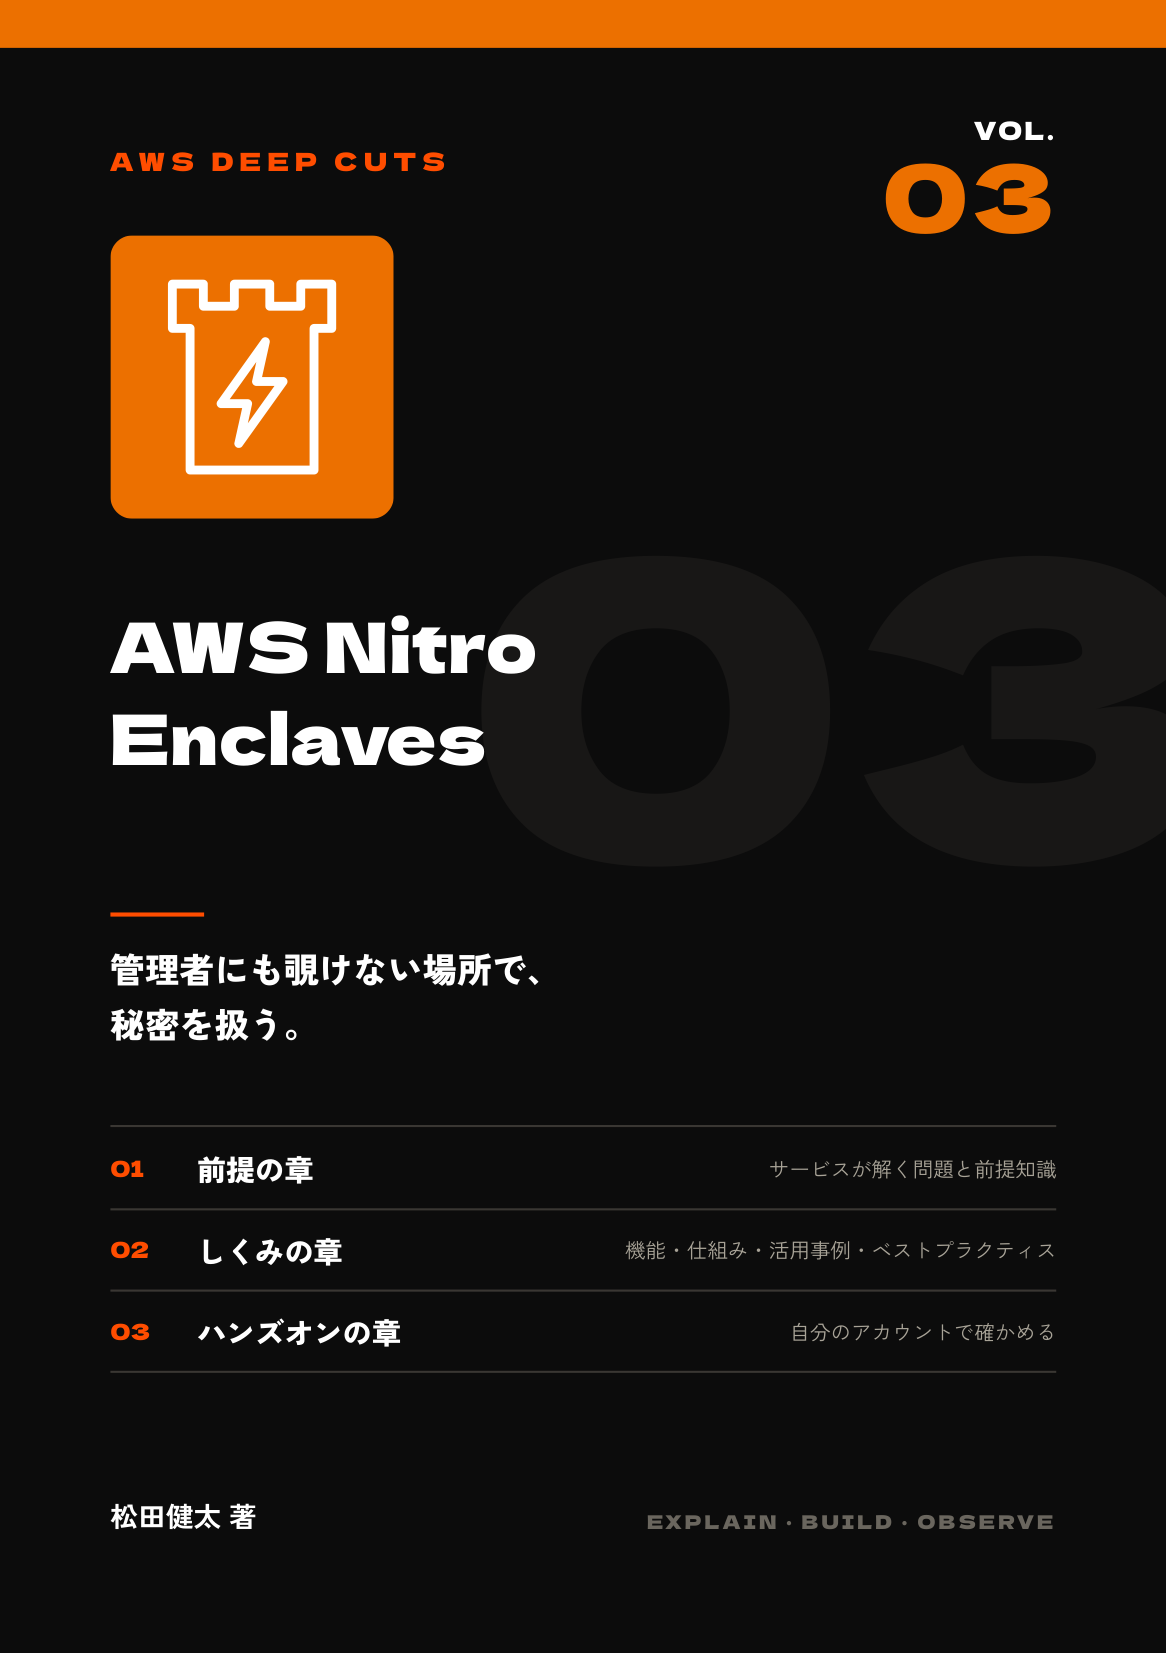 AWS DEEP CUTS
VOL.
03
03
AWS Nitro
Enclaves
管理者にも覗けない場所で、
秘密を扱う。
01 前提の章 サービスが解く問題と前提知識
02 しくみの章 機能・仕組み・活用事例・ベストプラクティス
03 ハンズオンの章 自分のアカウントで確かめる
松田健太 著
EXPLAIN · BUILD · OBSERVE